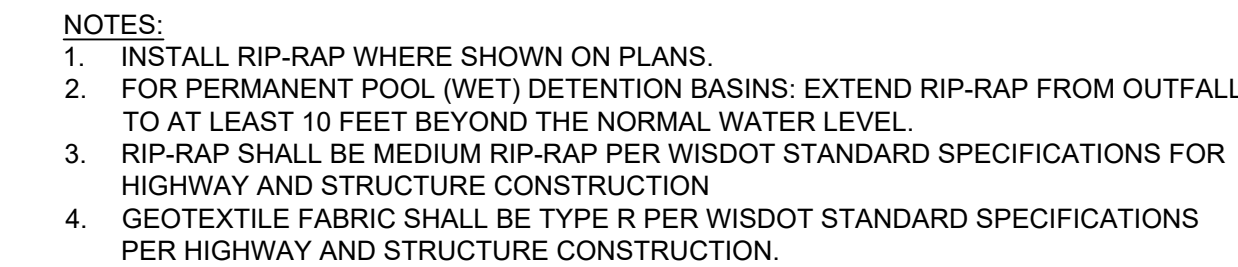 NOTES:
1. INSTALL RIP-RAP WHERE SHOWN ON PLANS.
2. FOR PERMANENT POOL (WET) DETENTION BASINS: EXTEND RIP-RAP FROM OUTFALL
TO AT LEAST 10 FEET BEYOND THE NORMAL WATER LEVEL.
3. RIP-RAP SHALL BE MEDIUM RIP-RAP PER WISDOT STANDARD SPECIFICATIONS FOR
HIGHWAY AND STRUCTURE CONSTRUCTION
4. GEOTEXTILE FABRIC SHALL BE TYPE R PER WISDOT STANDARD SPECIFICATIONS
PER HIGHWAY AND STRUCTURE CONSTRUCTION.